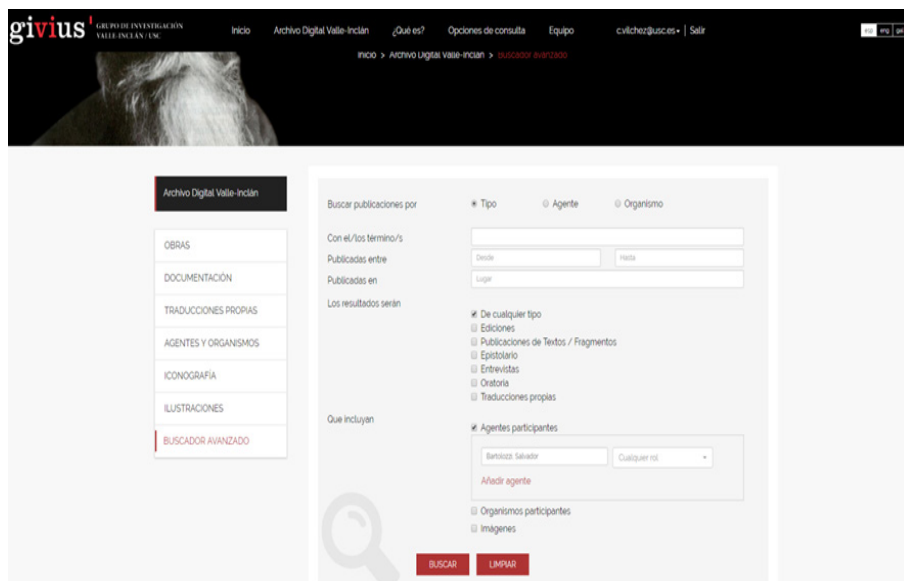 givius' GRUPO DE INVESTIGACIÓN
VALLE-INCLÁN / USC
Inicio Archivo Digital Valle-Inclán ¿Qué es? Opciones de consulta Equipo cvilchez@usc.es Salir
esp eng gal
Inicio > Archivo Digital Valle-Inclán > Buscador avanzado
Archivo Digital Valle-Inclán
OBRAS
DOCUMENTACIÓN
TRADUCCIONES PROPIAS
AGENTES Y ORGANISMOS
ICONOGRAFÍA
ILUSTRACIONES
BUSCADOR AVANZADO
Buscar publicaciones por Tipo Agente Organismo
Con el/los término/s
Publicadas entre Desde Hasta
Publicadas en Lugar
Los resultados serán
De cualquier tipo
Ediciones
Publicaciones de Textos / Fragmentos
Epistolario
Entrevistas
Oratoria
Traducciones propias
Que incluyan
Agentes participantes
Bartolozzi, Salvador Cualquier rol
Añadir agente
Organismos participantes
Imágenes
BUSCAR LIMPIAR